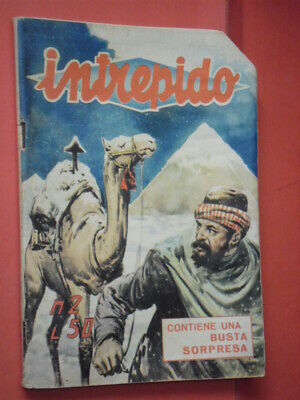 intrepido
N 2
L 50
CONTIENE UNA
BUSTA
SORPRESA